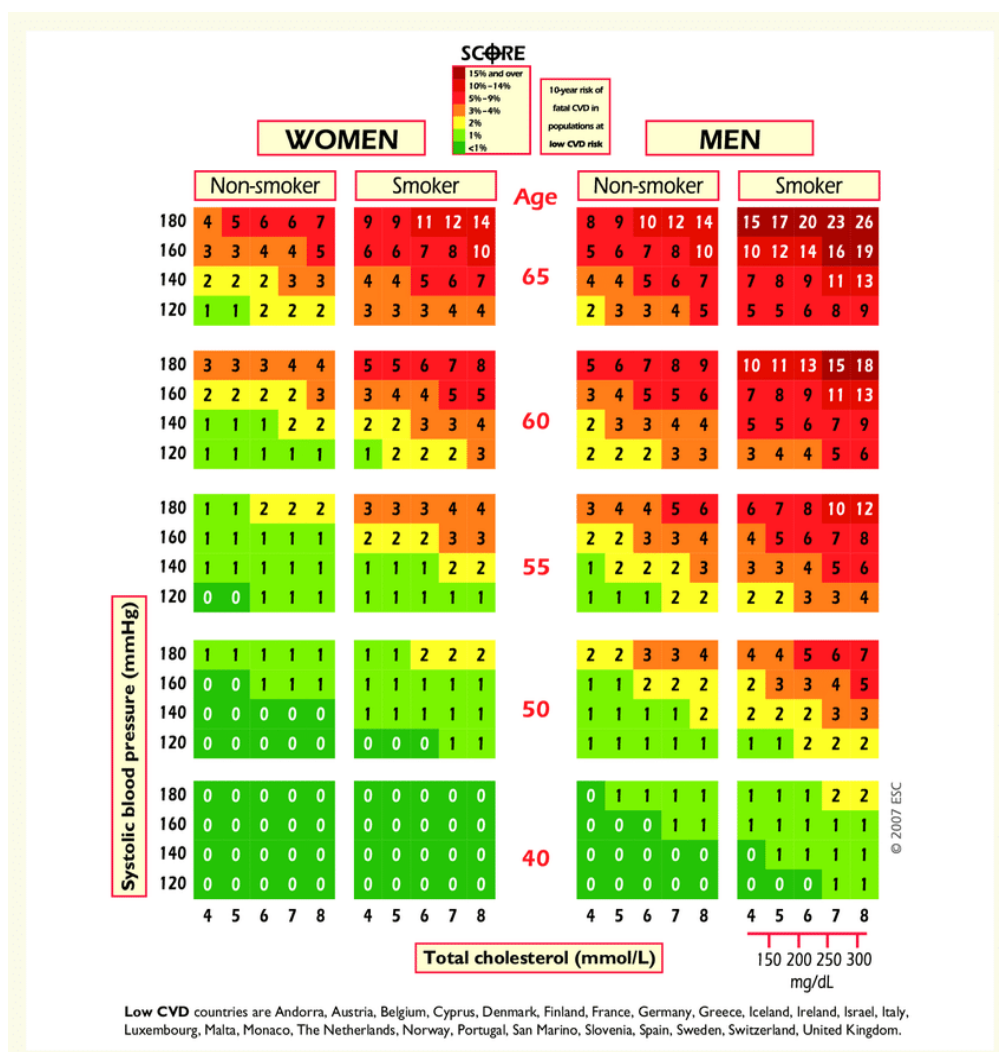 SCORE
15% and over
10%–14%
5%–9%
3%–4%
2%
1%
<1%
10-year risk of
fatal CVD in
populations at
low CVD risk
WOMEN
MEN
Non-smoker Smoker Age Non-smoker Smoker
180 4 5 6 6 7 9 9 11 12 14 8 9 10 12 14 15 17 20 23 26
160 3 3 4 4 5 6 6 7 8 10 5 6 7 8 10 10 12 14 16 19
65
140 2 2 2 3 3 4 4 5 6 7 4 4 5 6 7 7 8 9 11 13
120 1 1 2 2 2 3 3 3 4 4 2 3 3 4 5 5 5 6 8 9
180 3 3 3 4 4 5 5 6 7 8 5 6 7 8 9 10 11 13 15 18
160 2 2 2 2 3 3 4 4 5 5 3 4 5 5 6 7 8 9 11 13
60
140 1 1 1 2 2 2 2 3 3 4 2 3 3 4 4 5 5 6 7 9
120 1 1 1 1 1 1 2 2 2 3 2 2 2 3 3 3 4 4 5 6
180 1 1 2 2 2 3 3 3 4 4 3 4 4 5 6 6 7 8 10 12
160 1 1 1 1 1 2 2 2 3 3 2 2 3 3 4 4 5 6 7 8
55
140 1 1 1 1 1 1 1 1 2 2 1 2 2 2 3 3 3 4 5 6
120 0 0 1 1 1 1 1 1 1 1 1 1 1 2 2 2 2 3 3 4
180 1 1 1 1 1 1 1 2 2 2 2 2 3 3 4 4 4 5 6 7
160 0 0 1 1 1 1 1 1 1 1 1 1 2 2 2 2 3 3 4 5
50
140 0 0 0 0 0 1 1 1 1 1 1 1 1 1 2 2 2 2 3 3
120 0 0 0 0 0 0 0 0 1 1 1 1 1 1 1 1 1 2 2 2
180 0 0 0 0 0 0 0 0 0 0 0 1 1 1 1 1 1 1 2 2
160 0 0 0 0 0 0 0 0 0 0 0 0 0 1 1 1 1 1 1 1
40
140 0 0 0 0 0 0 0 0 0 0 0 0 0 0 0 0 1 1 1 1
120 0 0 0 0 0 0 0 0 0 0 0 0 0 0 0 0 0 0 1 1
4 5 6 7 8 4 5 6 7 8 4 5 6 7 8 4 5 6 7 8
Systolic blood pressure (mmHg)
© 2007 ESC
Total cholesterol (mmol/L)
150 200 250 300
mg/dL
Low CVD countries are Andorra, Austria, Belgium, Cyprus, Denmark, Finland, France, Germany, Greece, Iceland, Ireland, Israel, Italy,
Luxembourg, Malta, Monaco, The Netherlands, Norway, Portugal, San Marino, Slovenia, Spain, Sweden, Switzerland, United Kingdom.